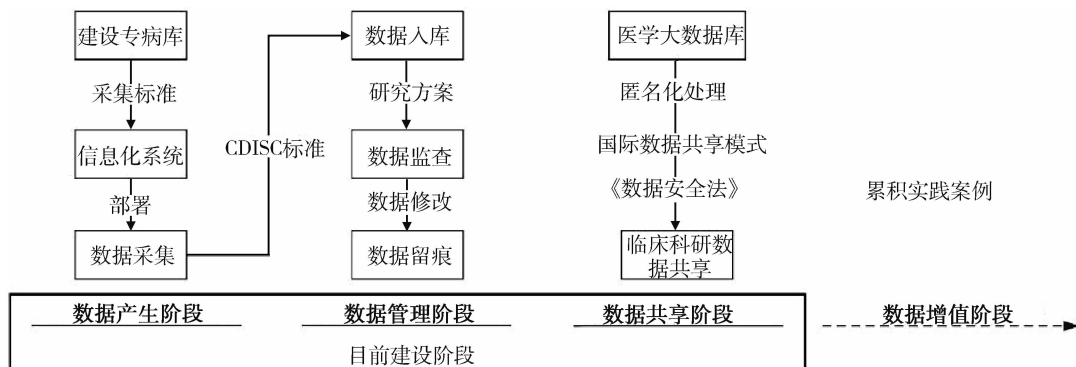 建设专病库
采集标准
信息化系统
部署
数据采集
CDISC标准
数据入库
研究方案
数据监查
数据修改
数据留痕
医学大数据库
匿名化处理
国际数据共享模式
《数据安全法》
临床科研数
据共享
累积实践案例
数据产生阶段
数据管理阶段
数据共享阶段
数据增值阶段
目前建设阶段